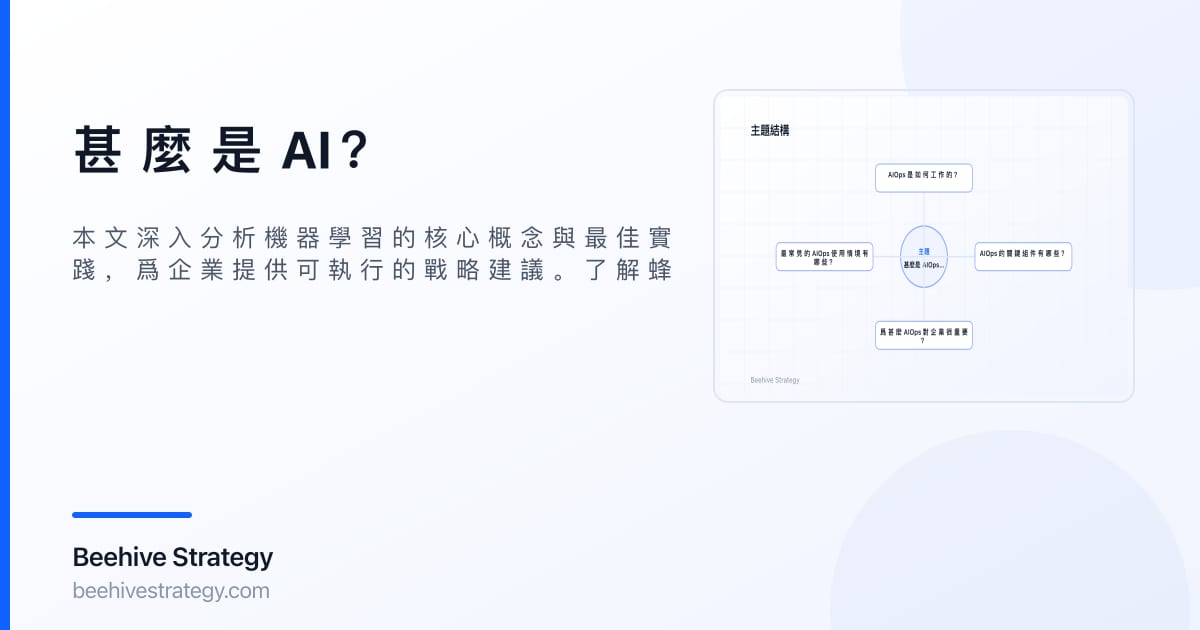 甚麼是 AI?
本文深入分析機器學習的核心概念與最佳實
踐，爲企業提供可執行的戰略建議。了解蜂
主題結構
AIOps 是如何工作的？
最常見的 AIOps 使用情境有
哪些？
主題
甚麼是 AIOps...
AIOps 的關鍵組件有哪些？
爲甚麼 AIOps 對企業很重要
？
Beehive Strategy
Beehive Strategy
beehivestrategy.com